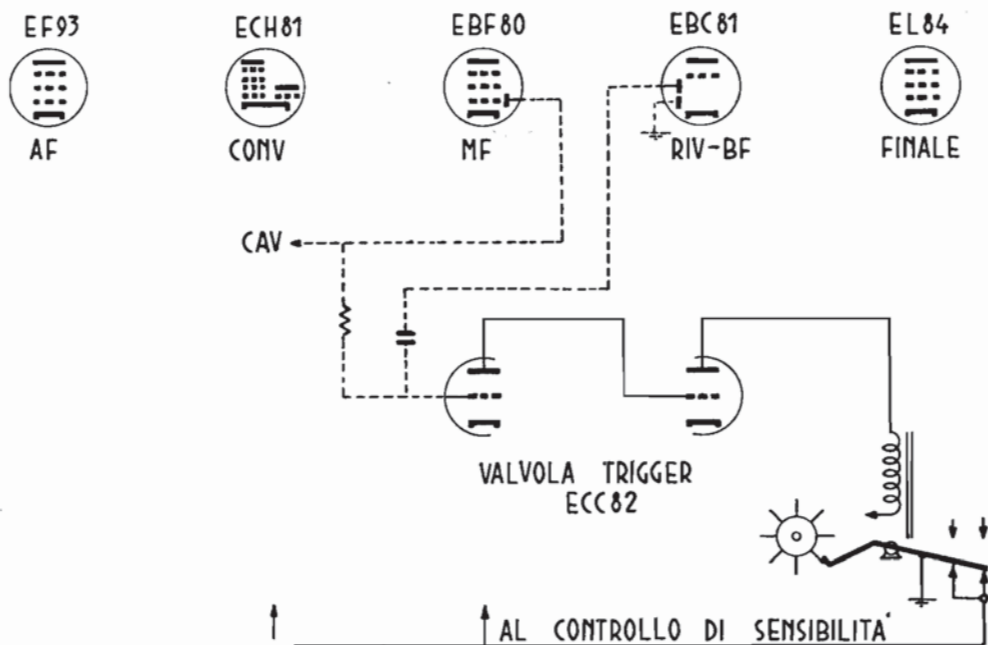 EF93 ECH81 EBF80 EBC81 EL84
AF CONV MF RIV-BF FINALE
CAV
VALVOLA TRIGGER
ECC82
AL CONTROLLO DI SENSIBILITA'